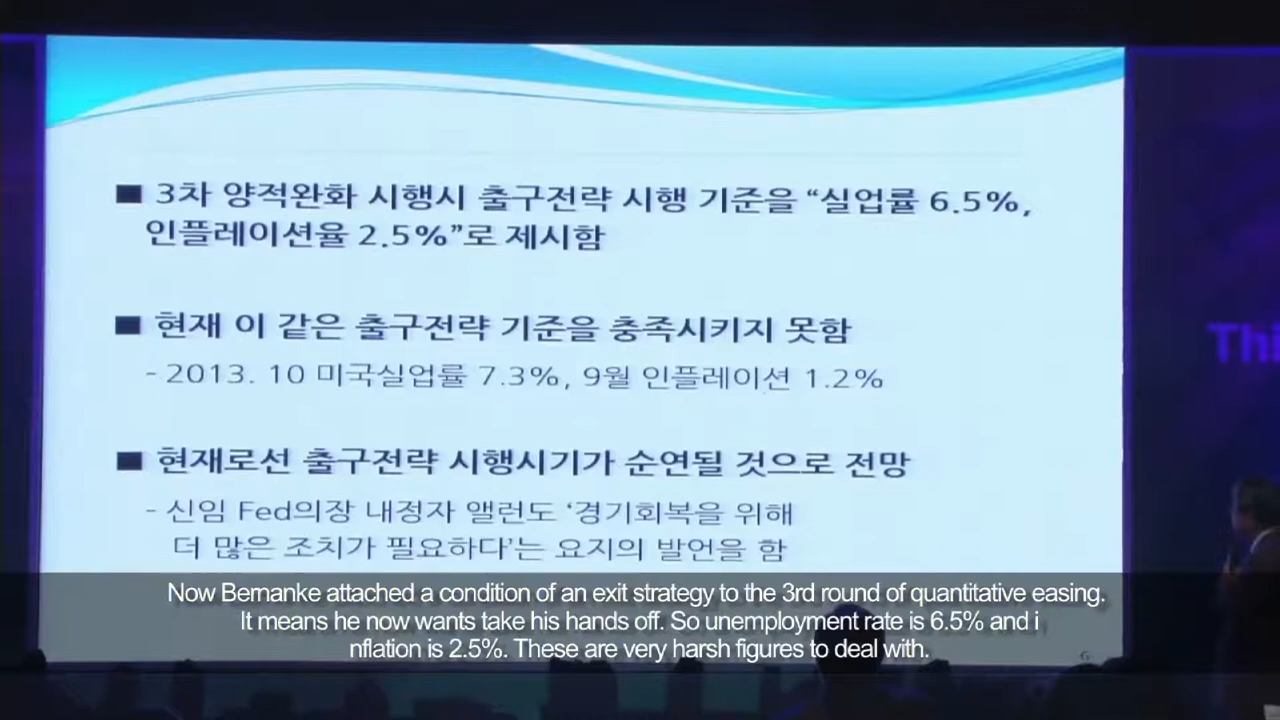 ■ 3차 양적완화 시행시 출구전략 시행 기준을 “실업률 6.5%,
인플레이션율 2.5%”로 제시함
■ 현재 이 같은 출구전략 기준을 충족시키지 못함
- 2013. 10 미국실업률 7.3%, 9월 인플레이션 1.2%
■ 현재로선 출구전략 시행시기가 순연될 것으로 전망
- 신임 Fed의장 내정자 앨런도 ‘경기회복을 위해
더 많은 조치가 필요하다’는 요지의 발언을 함
Thi
Now Bernanke attached a condition of an exit strategy to the 3rd round of quantitative easing.
It means he now wants take his hands off. So unemployment rate is 6.5% and i
nflation is 2.5%. These are very harsh figures to deal with.